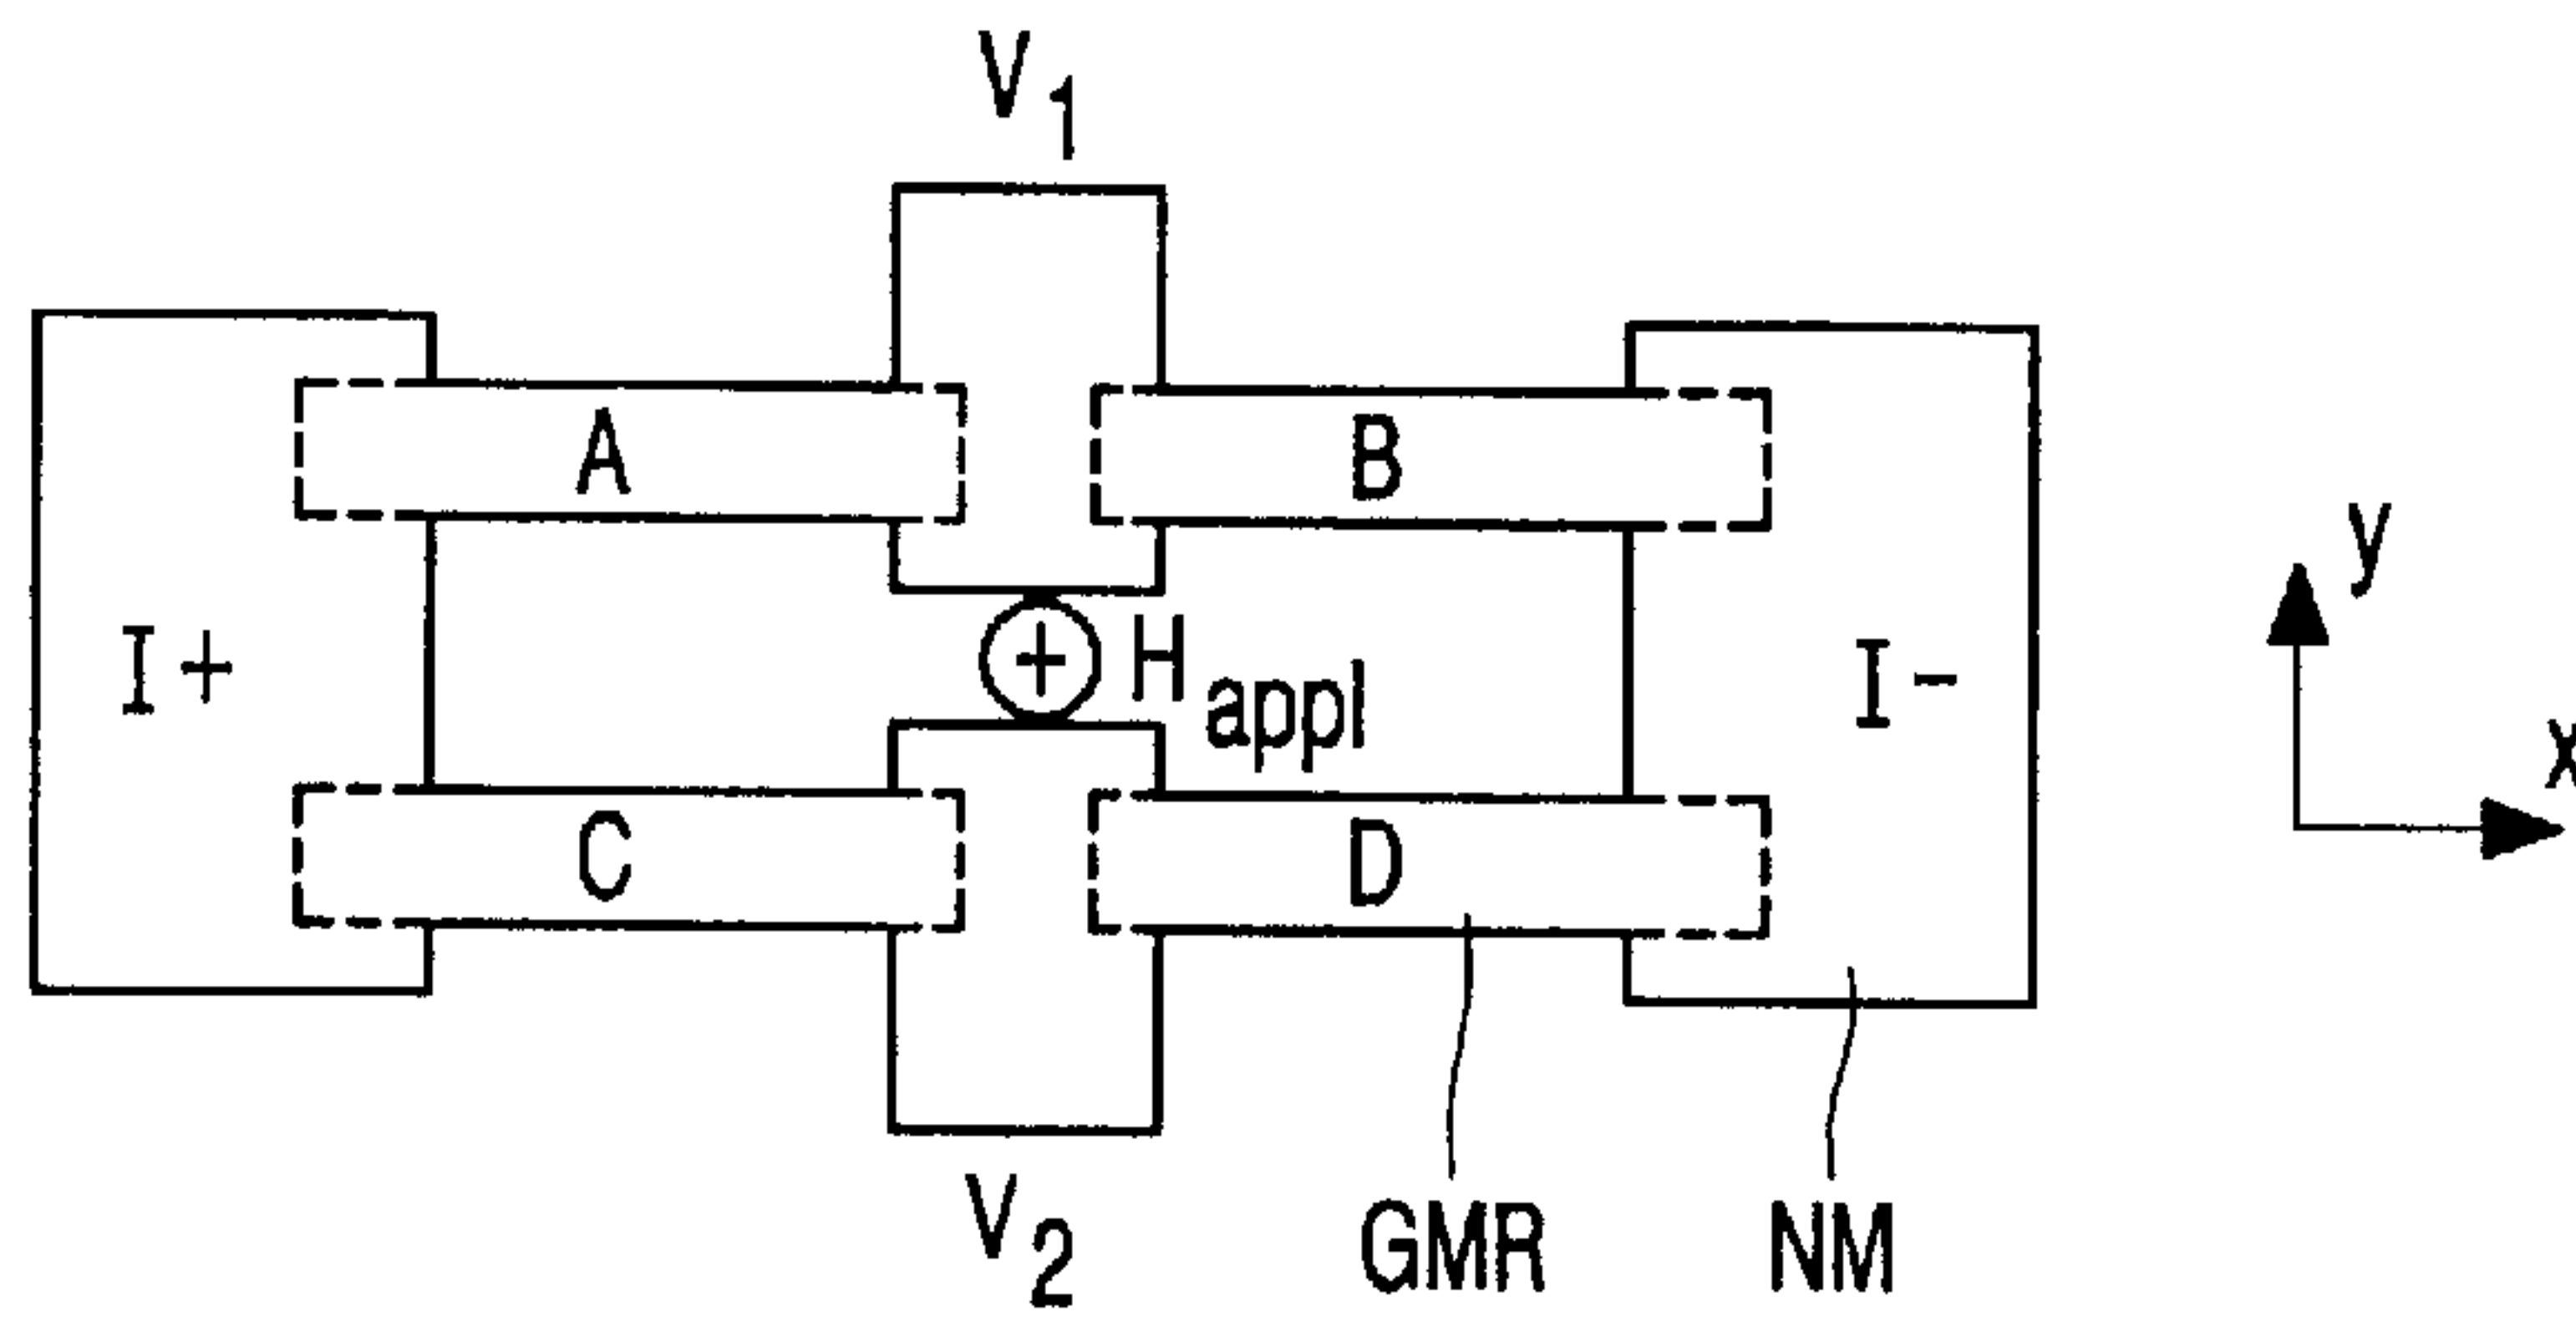 V1
A B
y
I+ + Happl I-
x
C D
V2
GMR NM